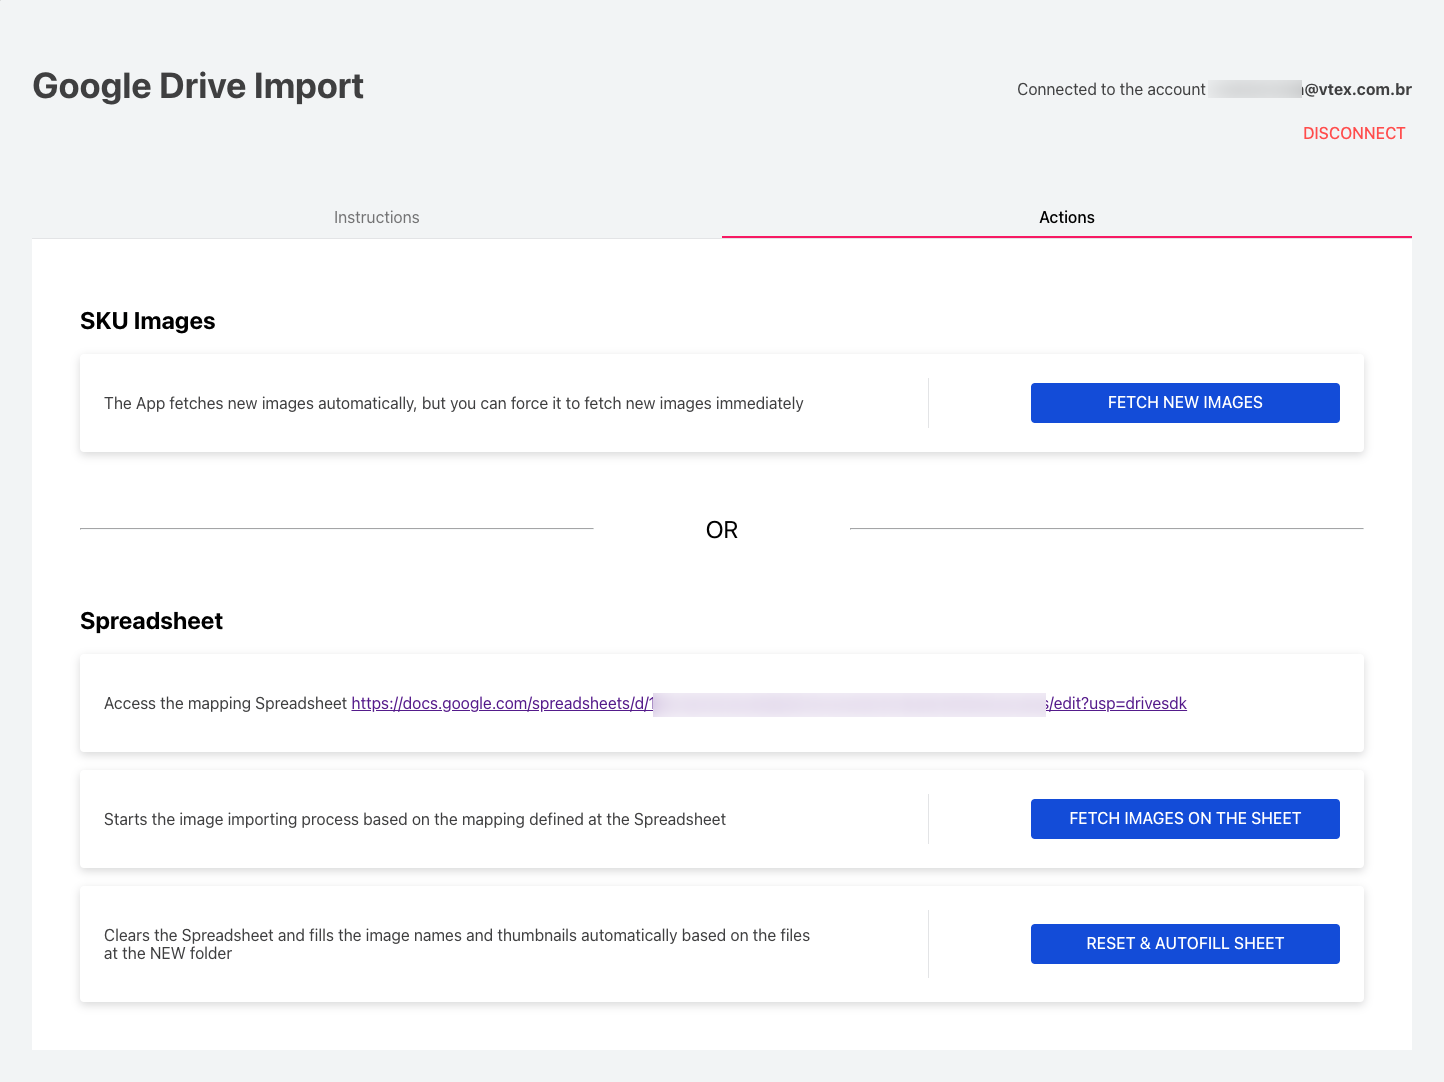 Google Drive Import
Connected to the account @vtex.com.br
DISCONNECT
Instructions
Actions
SKU Images
The App fetches new images automatically, but you can force it to fetch new images immediately
FETCH NEW IMAGES
OR
Spreadsheet
Access the mapping Spreadsheet https://docs.google.com/spreadsheets/d/ /edit?usp=drivesdk
Starts the image importing process based on the mapping defined at the Spreadsheet
FETCH IMAGES ON THE SHEET
Clears the Spreadsheet and fills the image names and thumbnails automatically based on the files
at the NEW folder
RESET & AUTOFILL SHEET